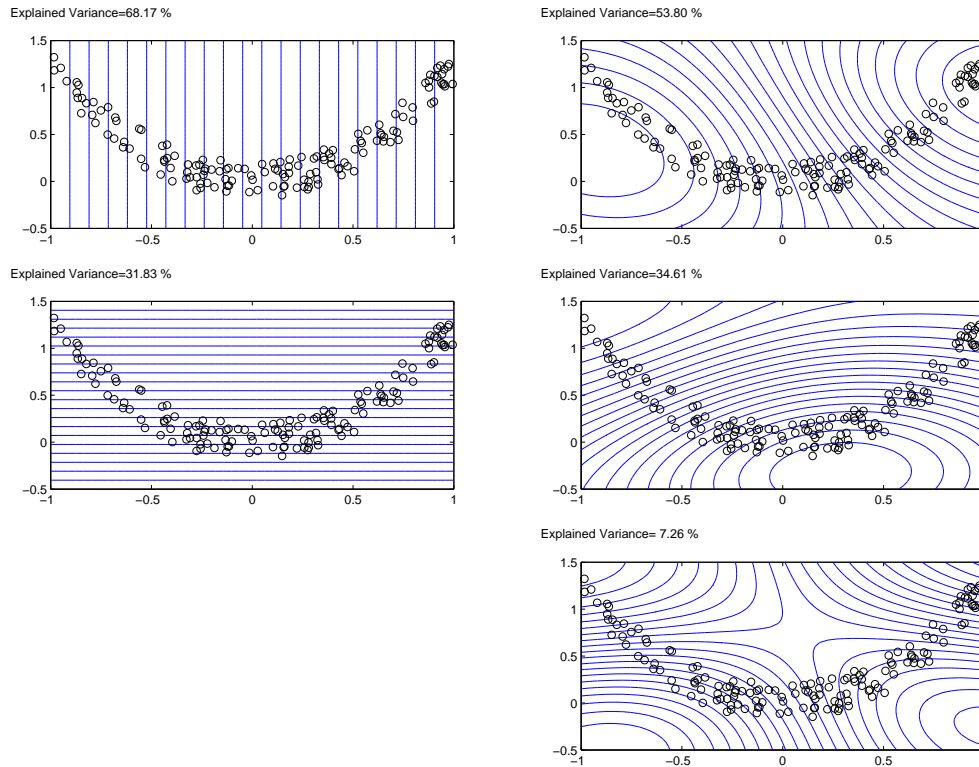 Explained Variance=68.17 %
1.5
1
0.5
0
−0.5
−1 −0.5 0 0.5 1
Explained Variance=53.80 %
1.5
1
0.5
0
−0.5
−1 −0.5 0 0.5
Explained Variance=31.83 %
1.5
1
0.5
0
−0.5
−1 −0.5 0 0.5 1
Explained Variance=34.61 %
1.5
1
0.5
0
−0.5
−1 −0.5 0 0.5
Explained Variance= 7.26 %
1.5
1
0.5
0
−0.5
−1 −0.5 0 0.5